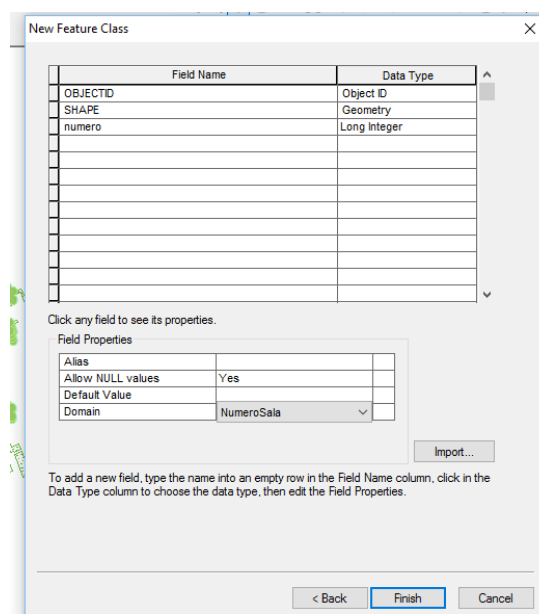 New Feature Class
Field Name Data Type
OBJECTID Object ID
SHAPE Geometry
numero Long Integer
Click any field to see its properties.
Field Properties
Alias
Allow NULL values Yes
Default Value
Domain NumeroSala
Import...
To add a new field, type the name into an empty row in the Field Name column, click in the
Data Type column to choose the data type, then edit the Field Properties.
< Back Finish Cancel